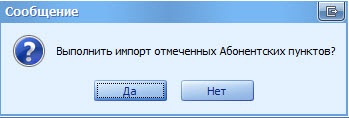 Сообщение
Выполнить импорт отмеченных Абонентских пунктов?
Да
Нет